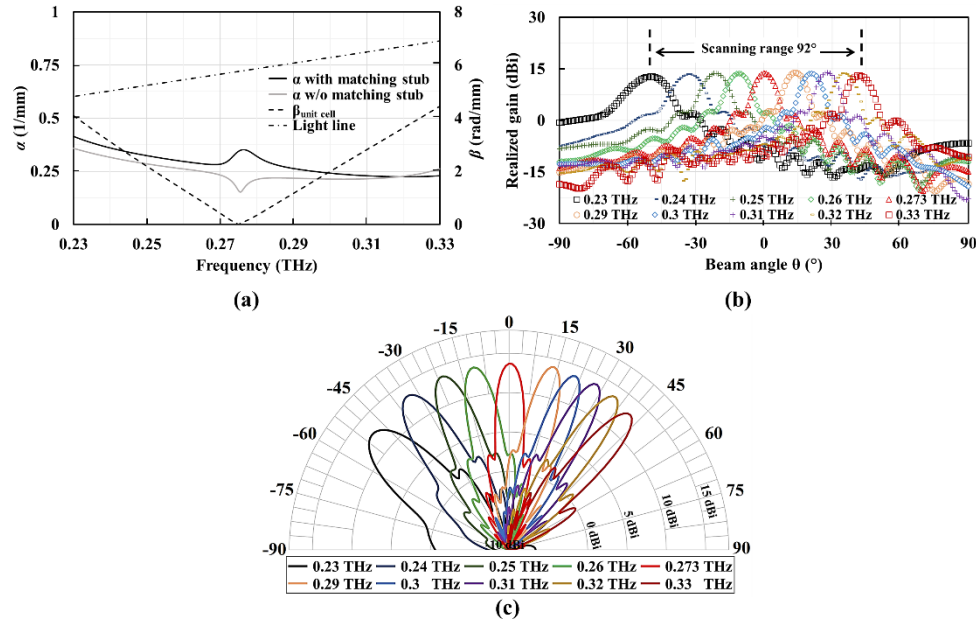 1
0.75
0.5
0.25
0
α (1/mm)
8
6
4
2
0
β (rad/mm)
α with matching stub
α w/o matching stub
βunit cell
Light line
0.23
0.25
0.27
0.29
0.31
0.33
Frequency (THz)
(a)
15
0
-15
-30
Realized gain (dBi)
Scanning range 92°
0.23 THz 0.24 THz 0.25 THz 0.26 THz 0.273 THz
0.29 THz 0.3 THz 0.31 THz 0.32 THz 0.33 THz
-90 -60 -30 0 30 60 90
Beam angle θ (°)
(b)
-90
-75
-60
-45
-30
-15
0
15
30
45
60
75
90
-10 dBi
0 dBi
5 dBi
10 dBi
15 dBi
0.23 THz 0.24 THz 0.25 THz 0.26 THz 0.273 THz
0.29 THz 0.3 THz 0.31 THz 0.32 THz 0.33 THz
(c)